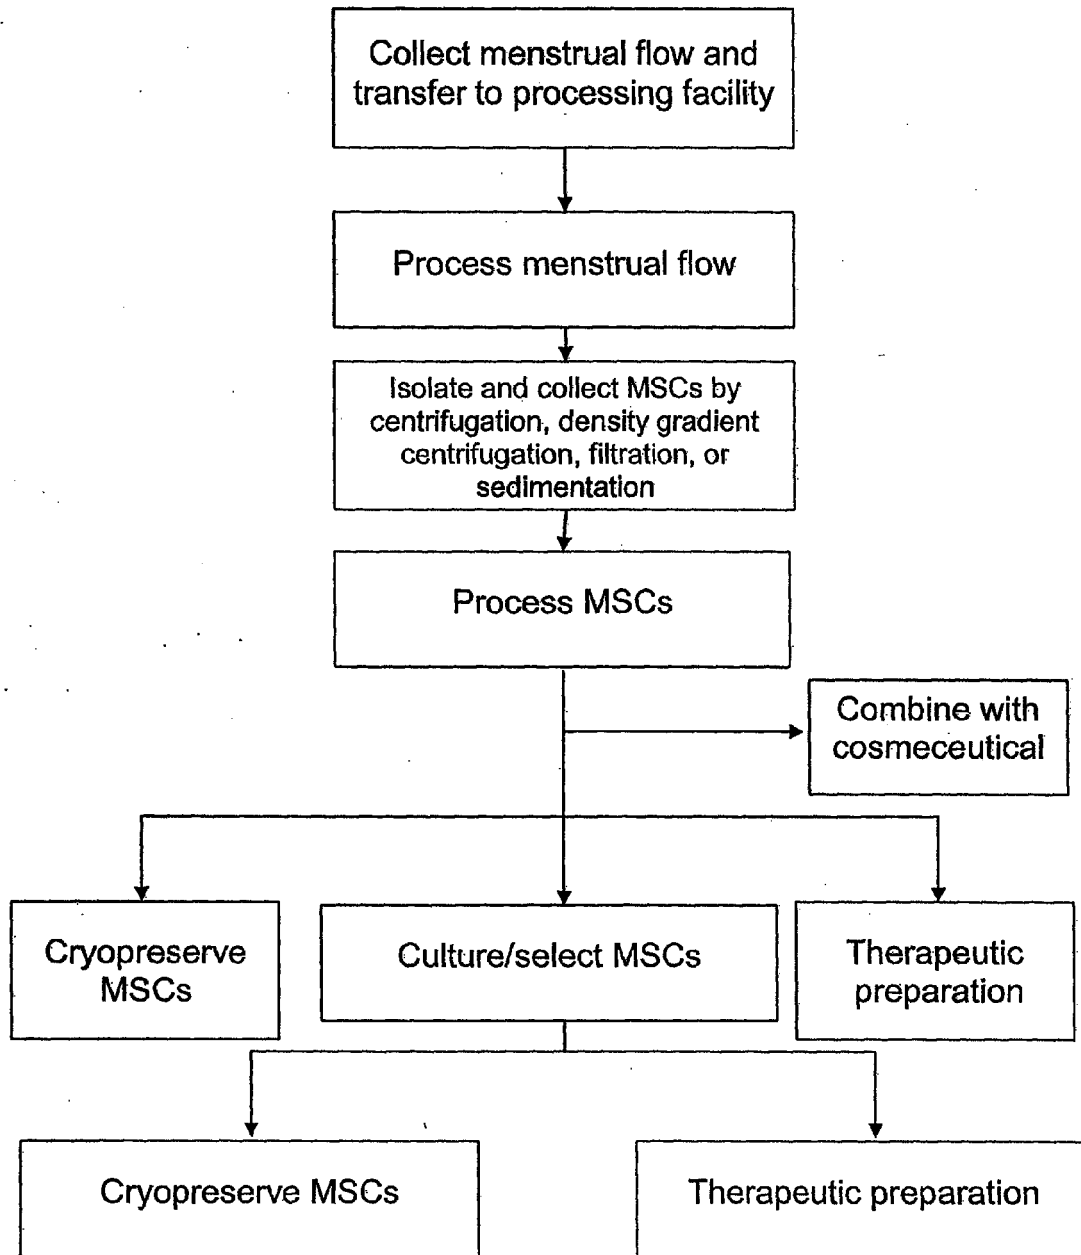 Collect menstrual flow and
transfer to processing facility
Process menstrual flow
Isolate and collect MSCs by
centrifugation, density gradient
centrifugation, filtration, or
sedimentation
Process MSCs
Combine with
cosmeceutical
Cryopreserve
MSCs
Culture/select MSCs
Therapeutic
preparation
Cryopreserve MSCs
Therapeutic preparation